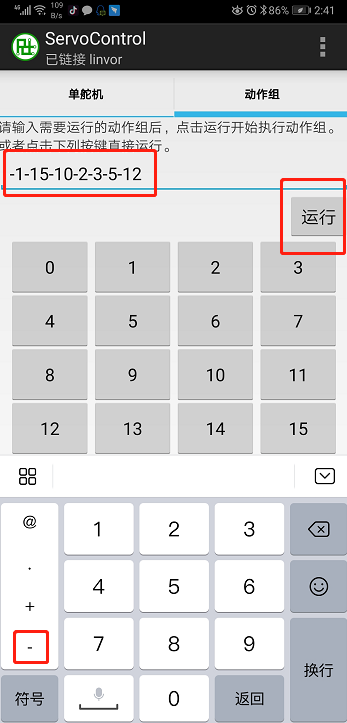 4G 109 B/s 86% 2:41
ServoControl
已链接 linvor
单舵机 动作组
请输入需要运行的动作组后，点击运行开始执行动作组。
或者点击下列按键直接运行。
-1-15-10-2-3-5-12
运行
0 1 2 3
4 5 6 7
8 9 10 11
12 13 14 15
@ 1 2 3
.
4 5 6
+
7 8 9
-
换行
符号 0 返回